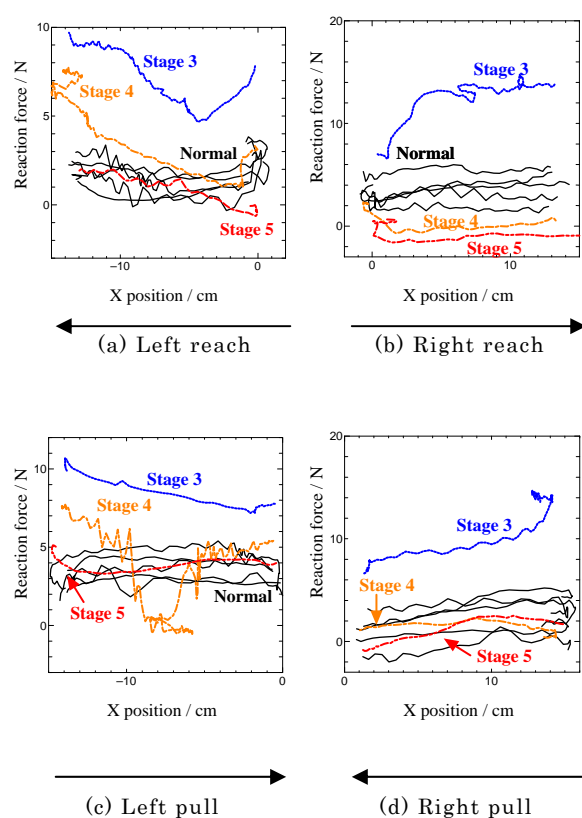 Reaction force / N
10
5
0
−10
0
Stage 3
Stage 4
Normal
Stage 5
X position / cm
(a) Left reach
Reaction force / N
20
10
0
0
10
Stage 3
Normal
Stage 4
Stage 5
X position / cm
(b) Right reach
Reaction force / N
10
5
0
−10
0
Stage 3
Stage 4
Stage 5
Normal
X position / cm
(c) Left pull
Reaction force / N
20
10
0
0
10
Stage 3
Stage 4
Stage 5
X position / cm
(d) Right pull